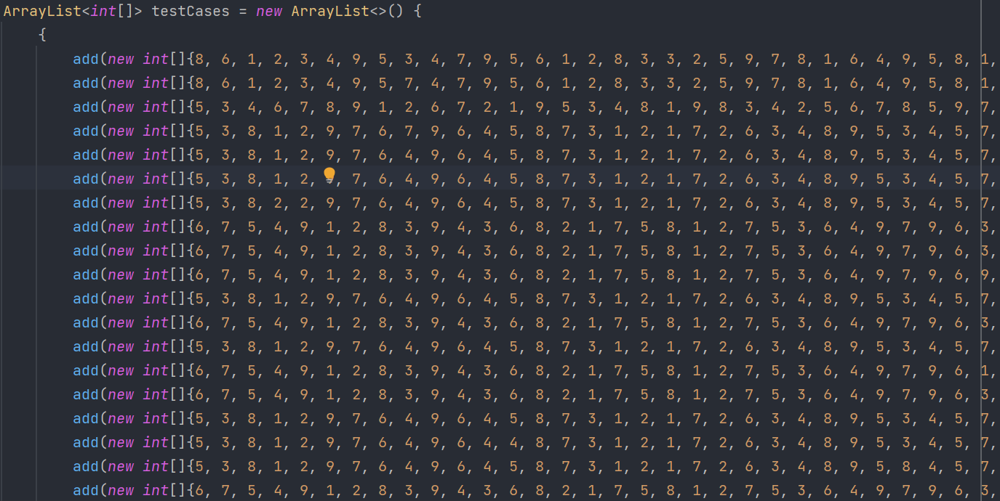 ArrayList<int[]> testCases = new ArrayList<>() {
{
add(new int[]{8, 6, 1, 2, 3, 4, 9, 5, 3, 4, 7, 9, 5, 6, 1, 2, 8, 3, 3, 2, 5, 9, 7, 8, 1, 6, 4, 9, 5, 8, 1,
add(new int[]{8, 6, 1, 2, 3, 4, 9, 5, 7, 4, 7, 9, 5, 6, 1, 2, 8, 3, 3, 2, 5, 9, 7, 8, 1, 6, 4, 9, 5, 8, 1,
add(new int[]{5, 3, 4, 6, 7, 8, 9, 1, 2, 6, 7, 2, 1, 9, 5, 3, 4, 8, 1, 9, 8, 3, 4, 2, 5, 6, 7, 8, 5, 9, 7,
add(new int[]{5, 3, 8, 1, 2, 9, 7, 6, 7, 9, 6, 4, 5, 8, 7, 3, 1, 2, 1, 7, 2, 6, 3, 4, 8, 9, 5, 3, 4, 5, 7,
add(new int[]{5, 3, 8, 1, 2, 9, 7, 6, 4, 9, 6, 4, 5, 8, 7, 3, 1, 2, 1, 7, 2, 6, 3, 4, 8, 9, 5, 3, 4, 5, 7,
add(new int[]{5, 3, 8, 1, 2, , 7, 6, 4, 9, 6, 4, 5, 8, 7, 3, 1, 2, 1, 7, 2, 6, 3, 4, 8, 9, 5, 3, 4, 5, 7,
add(new int[]{5, 3, 8, 2, 2, 9, 7, 6, 4, 9, 6, 4, 5, 8, 7, 3, 1, 2, 1, 7, 2, 6, 3, 4, 8, 9, 5, 3, 4, 5, 7,
add(new int[]{6, 7, 5, 4, 9, 1, 2, 8, 3, 9, 4, 3, 6, 8, 2, 1, 7, 5, 8, 1, 2, 7, 5, 3, 6, 4, 9, 7, 9, 6, 3,
add(new int[]{6, 7, 5, 4, 9, 1, 2, 8, 3, 9, 4, 3, 6, 8, 2, 1, 7, 5, 8, 1, 2, 7, 5, 3, 6, 4, 9, 7, 9, 6, 3,
add(new int[]{6, 7, 5, 4, 9, 1, 2, 8, 3, 9, 4, 3, 6, 8, 2, 1, 7, 5, 8, 1, 2, 7, 5, 3, 6, 4, 9, 7, 9, 6, 9,
add(new int[]{5, 3, 8, 1, 2, 9, 7, 6, 4, 9, 6, 4, 5, 8, 7, 3, 1, 2, 1, 7, 2, 6, 3, 4, 8, 9, 5, 3, 4, 5, 7,
add(new int[]{6, 7, 5, 4, 9, 1, 2, 8, 3, 9, 4, 3, 6, 8, 2, 1, 7, 5, 8, 1, 2, 7, 5, 3, 6, 4, 9, 7, 9, 6, 3,
add(new int[]{5, 3, 8, 1, 2, 9, 7, 6, 4, 9, 6, 4, 5, 8, 7, 3, 1, 2, 1, 7, 2, 6, 3, 4, 8, 9, 5, 3, 4, 5, 7,
add(new int[]{6, 7, 5, 4, 9, 1, 2, 8, 3, 9, 4, 3, 6, 8, 2, 1, 7, 5, 8, 1, 2, 7, 5, 3, 6, 4, 9, 7, 9, 6, 1,
add(new int[]{6, 7, 5, 4, 9, 1, 2, 8, 3, 9, 4, 3, 6, 8, 2, 1, 7, 5, 8, 1, 2, 7, 5, 3, 6, 4, 9, 7, 9, 6, 3,
add(new int[]{5, 3, 8, 1, 2, 9, 7, 6, 4, 9, 6, 4, 5, 8, 7, 3, 1, 2, 1, 7, 2, 6, 3, 4, 8, 9, 5, 3, 4, 5, 7,
add(new int[]{5, 3, 8, 1, 2, 9, 7, 6, 4, 9, 6, 4, 4, 8, 7, 3, 1, 2, 1, 7, 2, 6, 3, 4, 8, 9, 5, 3, 4, 5, 7,
add(new int[]{5, 3, 8, 1, 2, 9, 7, 6, 4, 9, 6, 4, 5, 8, 7, 3, 1, 2, 1, 7, 2, 6, 3, 4, 8, 9, 5, 8, 4, 5, 7,
add(new int[]{6, 7, 5, 4, 9, 1, 2, 8, 3, 9, 4, 3, 6, 8, 2, 1, 7, 5, 8, 1, 2, 7, 5, 3, 6, 4, 9, 7, 9, 6, 3,